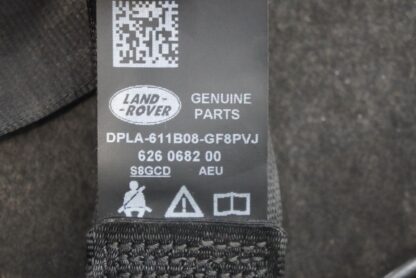 LAND-
-ROVER
GENUINE
PARTS
DPLA-611B08-GF8PVJ
626 0682 00
S8GCD AEU